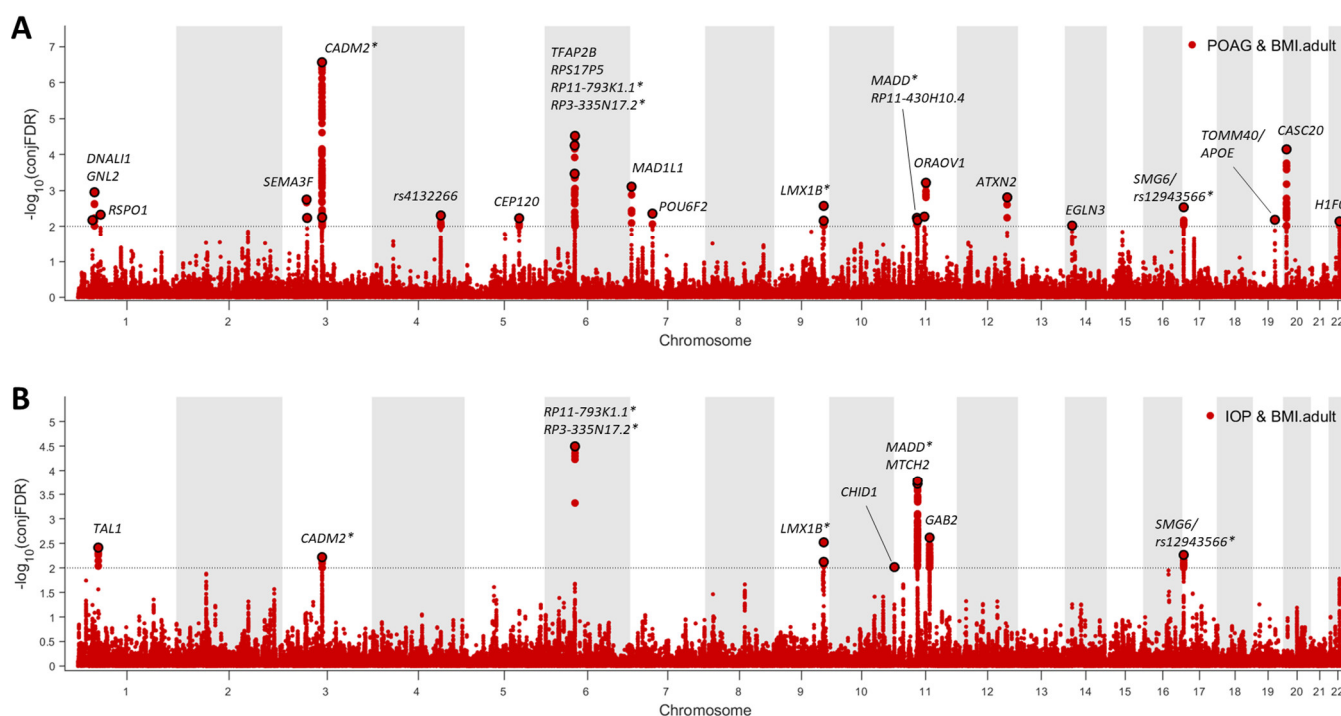 A
POAG & BMI.adult
-log10(conjFDR)
7
6
5
4
3
2
1
0
DNALI1
GNL2
RSPO1
SEMA3F
CADM2*
rs4132266
CEP120
TFAP2B
RPS17P5
RP11-793K1.1*
RP3-335N17.2*
MAD1L1
POU6F2
LMX1B*
MADD*
RP11-430H10.4
ORAOV1
ATXN2
EGLN3
SMG6/
rs12943566*
TOMM40/
APOE
CASC20
1 2 3 4 5 6 7 8 9 10 11 12 13 14 15 16 17 18 19 20 21 22
Chromosome
B
IOP & BMI.adult
-log10(conjFDR)
5
4.5
4
3.5
3
2.5
2
1.5
1
0.5
0
TAL1
CADM2*
RP11-793K1.1*
RP3-335N17.2*
LMX1B*
CHID1
MADD*
MTCH2
GAB2
SMG6/
rs12943566*
1 2 3 4 5 6 7 8 9 10 11 12 13 14 15 16 17 18 19 20 21 22
Chromosome